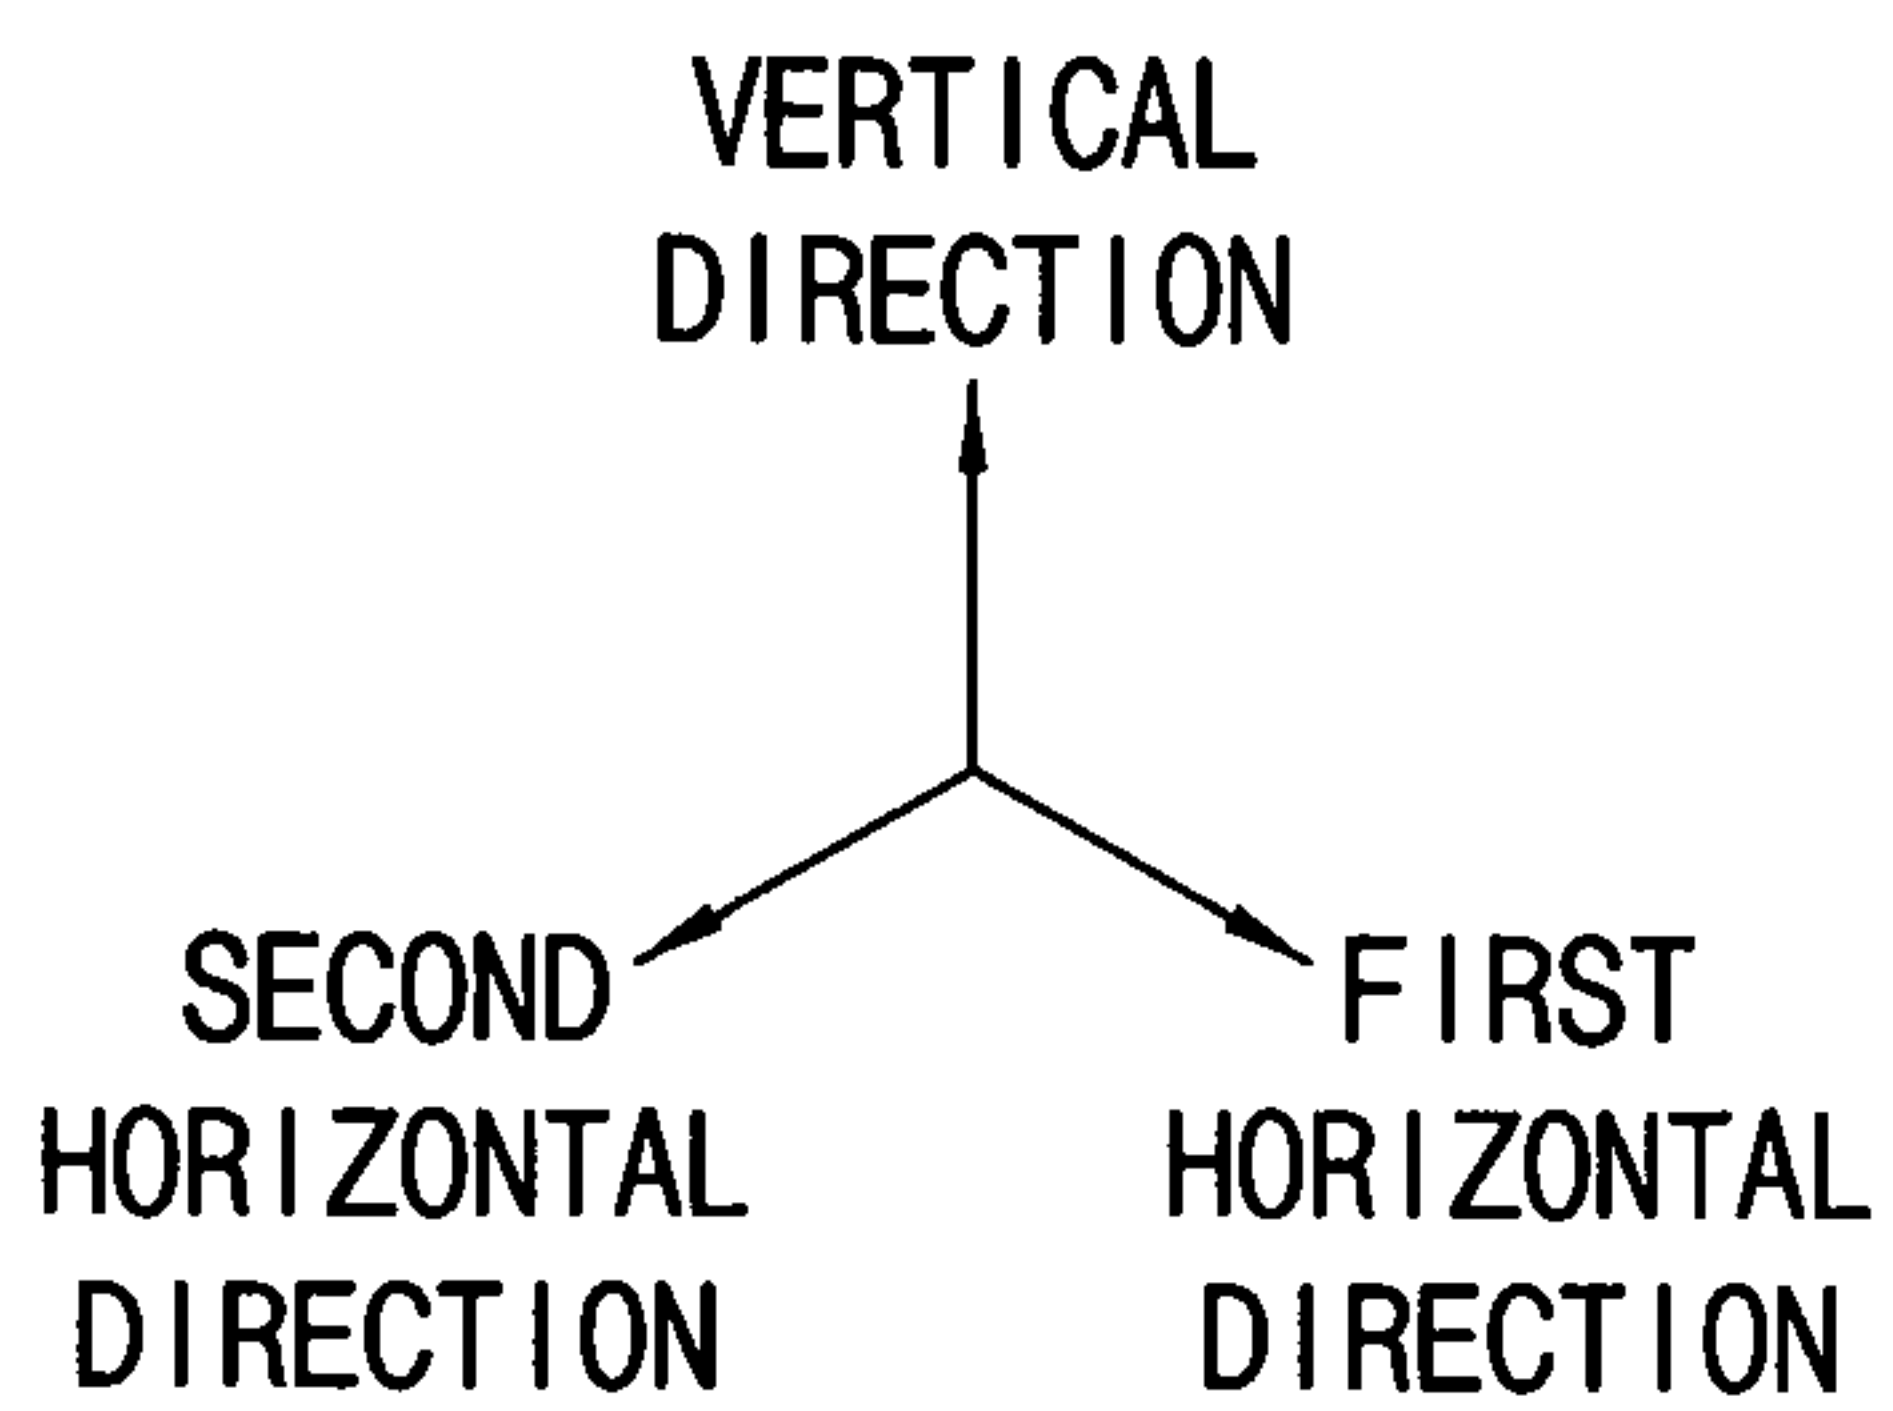 VERTICAL
DIRECTION
SECOND
HORIZONTAL
DIRECTION
FIRST
HORIZONTAL
DIRECTION